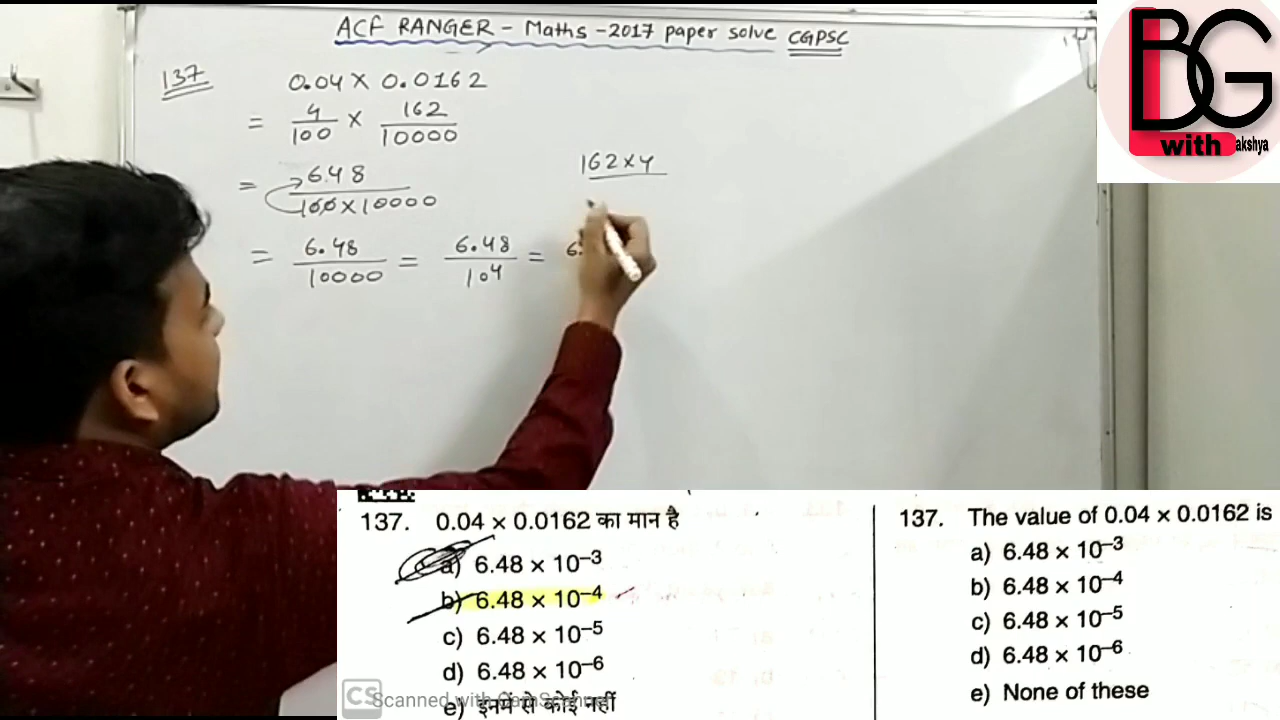 ACF RANGER - Maths - 2017 paper solve CGPSC
137 0.04 × 0.0162
= 4/100 × 162/10000
= 6.48/100×10000
162×4
= 6.48/10000 = 6.48/10⁴ = 6.
BG
with akshya
137. 0.04 × 0.0162 का मान है
a) 6.48 × 10⁻³
b) 6.48 × 10⁻⁴
c) 6.48 × 10⁻⁵
d) 6.48 × 10⁻⁶
e) इनमें से कोई नहीं
CS Scanned with CamScanner
137. The value of 0.04 × 0.0162 is
a) 6.48 × 10⁻³
b) 6.48 × 10⁻⁴
c) 6.48 × 10⁻⁵
d) 6.48 × 10⁻⁶
e) None of these